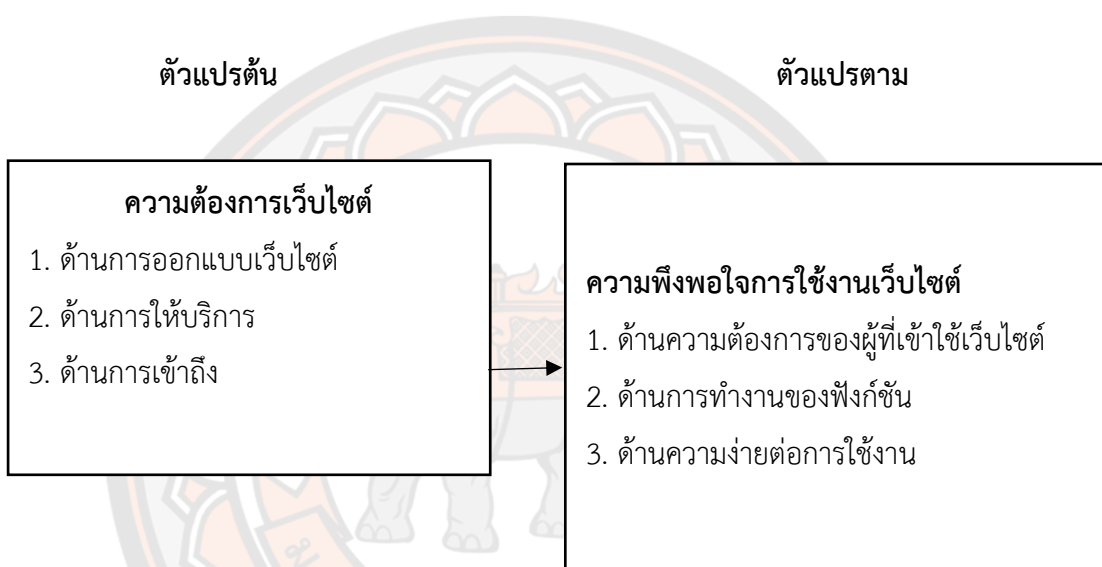 ตัวแปรต้น
ตัวแปรตาม
ความต้องการเว็บไซต์
1. ด้านการออกแบบเว็บไซต์
2. ด้านการให้บริการ
3. ด้านการเข้าถึง
ความพึงพอใจการใช้งานเว็บไซต์
1. ด้านความต้องการของผู้ที่เข้าใช้เว็บไซต์
2. ด้านการทำงานของฟังก์ชัน
3. ด้านความง่ายต่อการใช้งาน